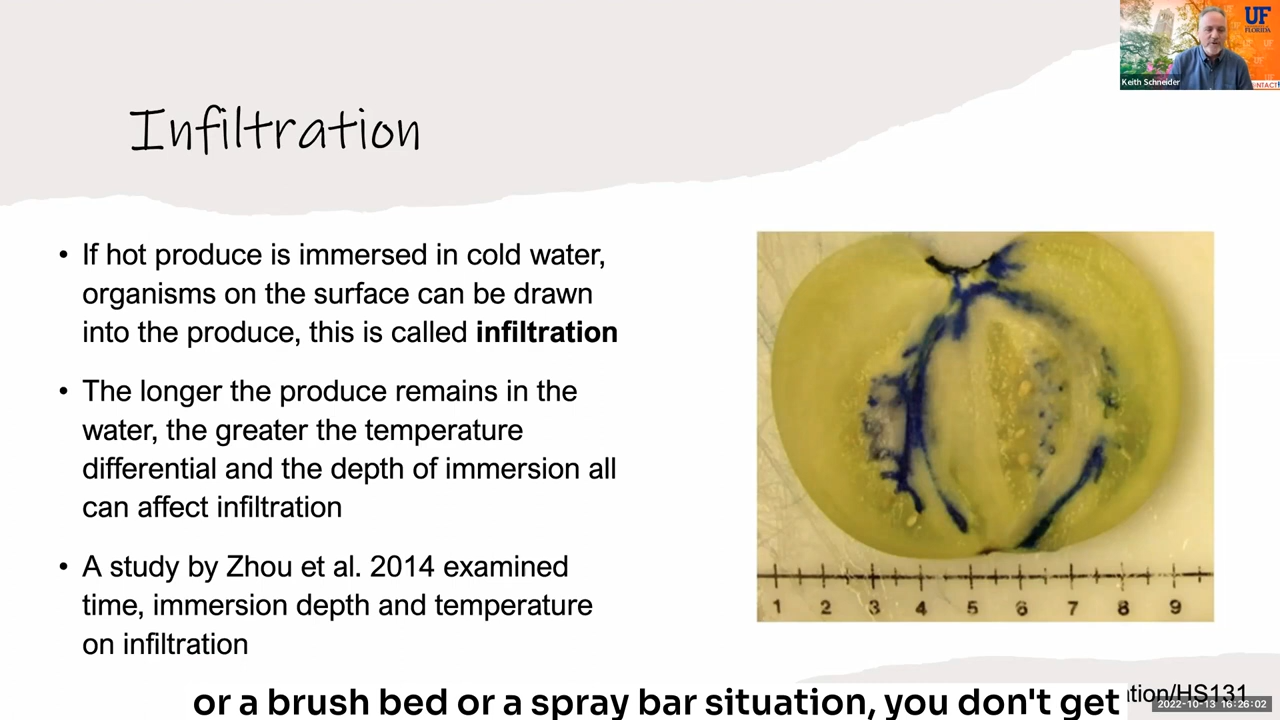 UF
FLORIDA
Keith Schneider
Infiltration
• If hot produce is immersed in cold water,
organisms on the surface can be drawn
into the produce, this is called infiltration
• The longer the produce remains in the
water, the greater the temperature
differential and the depth of immersion all
can affect infiltration
• A study by Zhou et al. 2014 examined
time, immersion depth and temperature
on infiltration
1 2 3 4 5 6 7 8 9
or a brush bed or a spray bar situation, you don't get
tion/HS131
2022-10-13 16:26:02